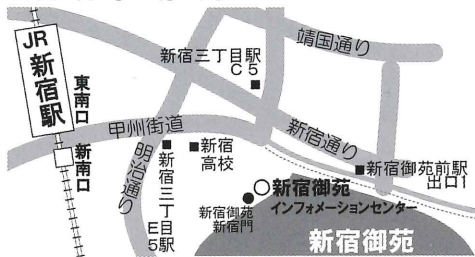 JR
新宿駅
東南口
新南口
新宿三丁目駅
C5
靖国通り
甲州街道
明治通り
新宿通り
新宿三丁目駅
E5
新宿
高校
新宿御苑前駅
出口1
新宿御苑
インフォメーションセンター
新宿御苑
新宿門
新宿御苑